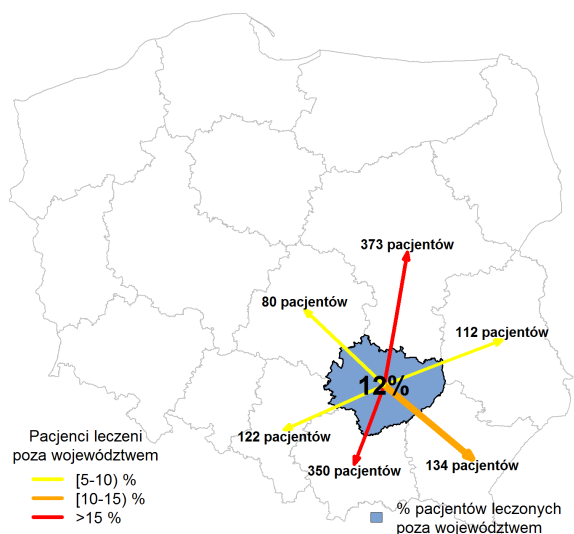 373 pacjentów
80 pacjentów
112 pacjentów
12%
122 pacjentów
350 pacjentów
134 pacjentów
Pacjenci leczeni
poza województwem
[5-10) %
[10-15) %
>15 %
% pacjentów leczonych
poza województwem